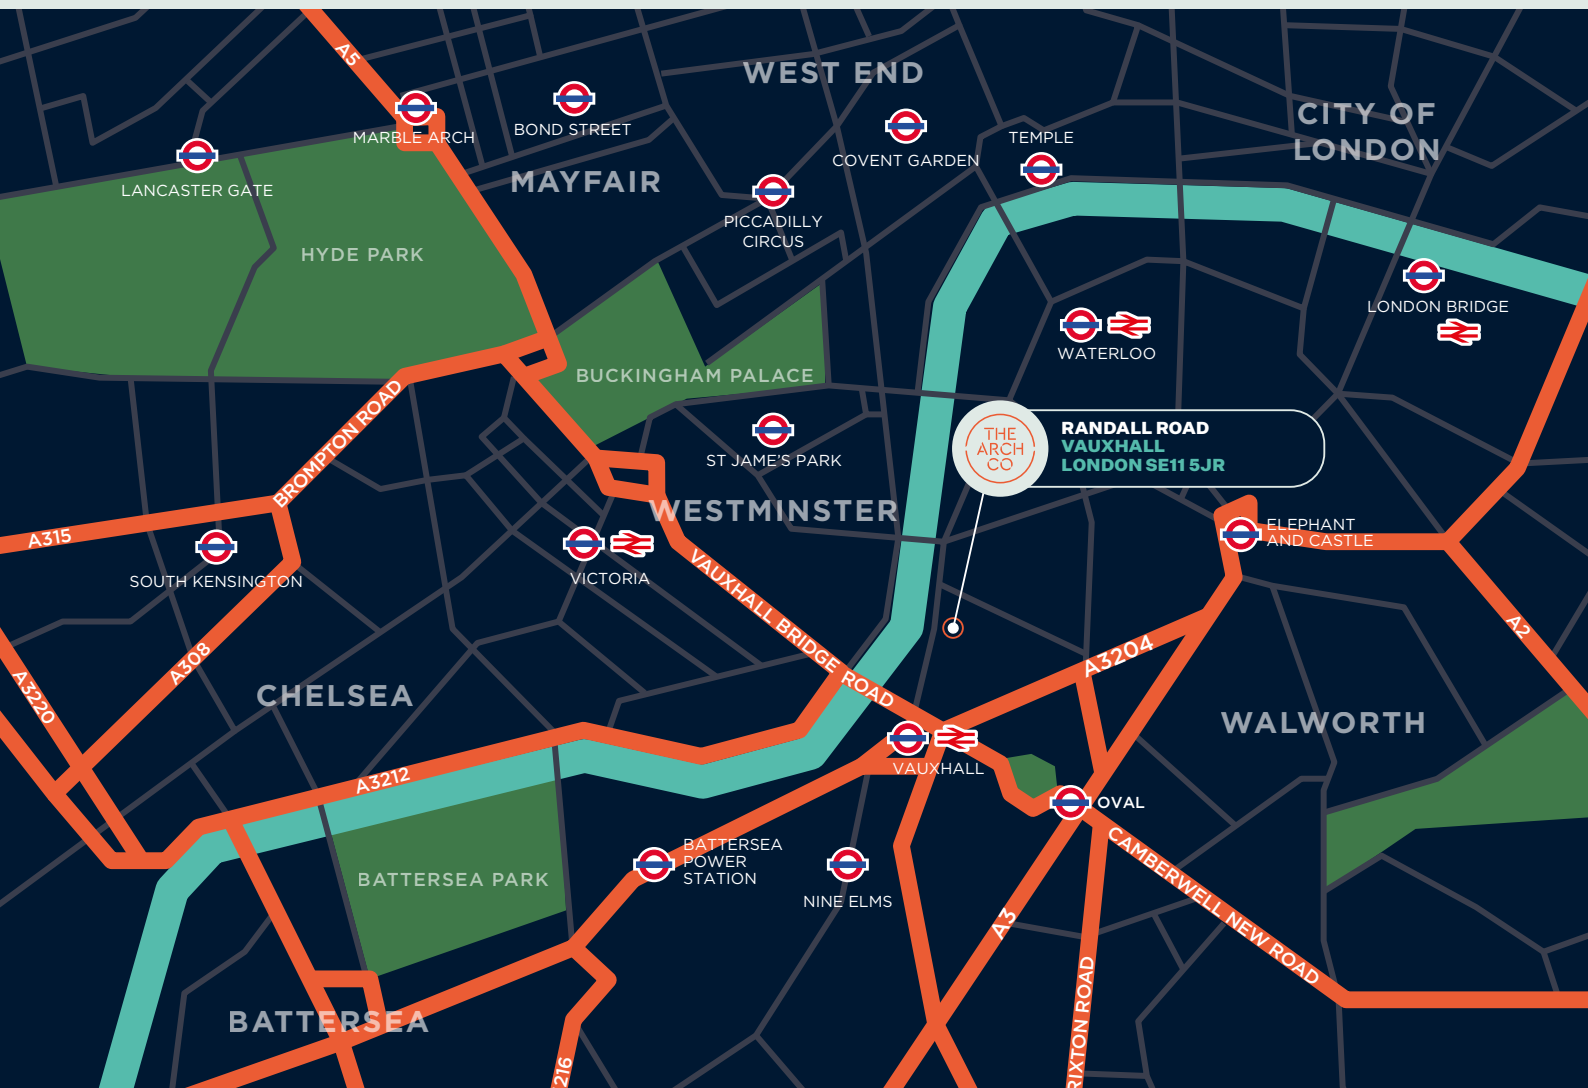 A5
WEST END
CITY OF
LONDON
MARBLE ARCH
BOND STREET
COVENT GARDEN
TEMPLE
LANCASTER GATE
MAYFAIR
PICCADILLY
CIRCUS
HYDE PARK
LONDON BRIDGE
WATERLOO
BUCKINGHAM PALACE
BROMPTON ROAD
ST JAME'S PARK
THE
ARCH
CO
RANDALL ROAD
VAUXHALL
LONDON SE11 5JR
WESTMINSTER
A315
SOUTH KENSINGTON
VICTORIA
ELEPHANT
AND CASTLE
VAUXHALL BRIDGE ROAD
A308
A3220
CHELSEA
A3204
A2
WALWORTH
A3212
VAUXHALL
OVAL
BATTERSEA
POWER
STATION
BATTERSEA PARK
NINE ELMS
CAMBERWELL NEW ROAD
A3
BATTERSEA
RIXTON ROAD
216